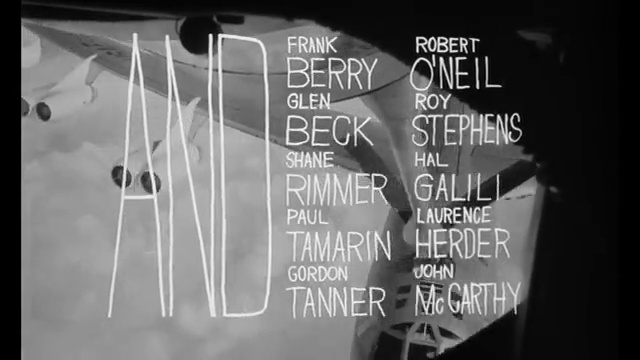 AND
FRANK
BERRY
GLEN
BECK
SHANE
RIMMER
PAUL
TAMARIN
GORDON
TANNER
ROBERT
O'NEIL
ROY
STEPHENS
HAL
GALILI
LAURENCE
HERDER
JOHN
McCARTHY